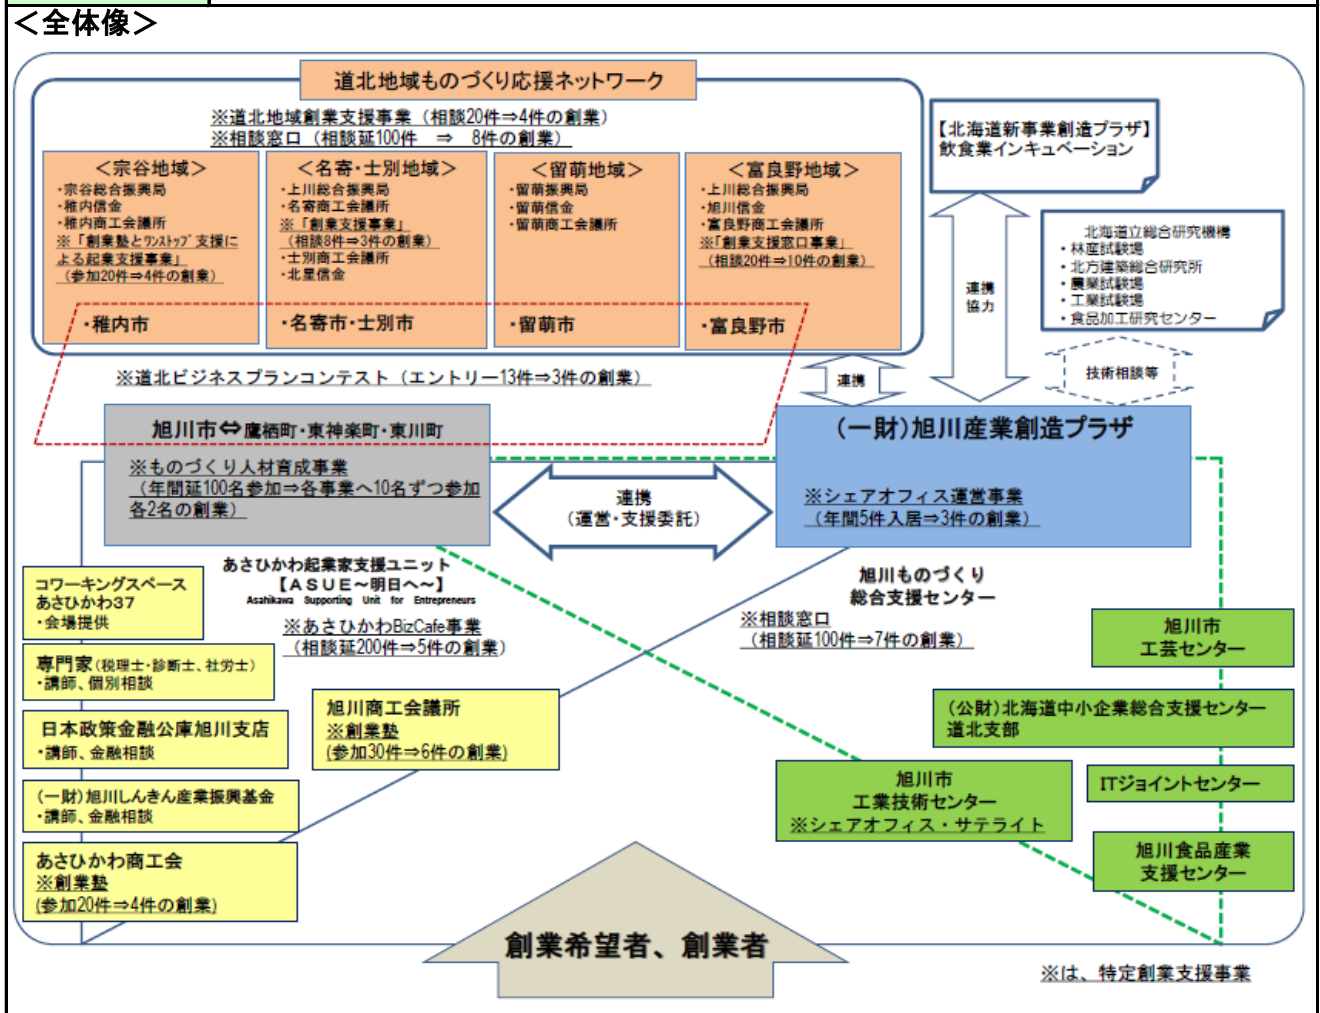 ＜全体像＞
道北地域ものづくり応援ネットワーク
※道北地域創業支援事業（相談20件⇒4件の創業）
※相談窓口（相談延100件　⇒　8件の創業）
＜宗谷地域＞
・宗谷総合振興局
・稚内信金
・稚内商工会議所
※「創業塾とﾜﾝｽﾄｯﾌﾟ支援に
よる起業支援事業」
（参加20件⇒4件の創業）
・稚内市
＜名寄・士別地域＞
・上川総合振興局
・名寄商工会議所
※「創業支援事業」
（相談8件⇒3件の創業）
・士別商工会議所
・北星信金
・名寄市・士別市
＜留萌地域＞
・留萌振興局
・留萌信金
・留萌商工会議所
・留萌市
＜富良野地域＞
・上川総合振興局
・旭川信金
・富良野商工会議所
※「創業支援窓口事業」
（相談20件⇒10件の創業）
・富良野市
【北海道新事業創造プラザ】
飲食業インキュベーション
連携
協力
北海道立総合研究機構
・林産試験場
・北方建築総合研究所
・農業試験場
・工業試験場
・食品加工研究センター
※道北ビジネスプランコンテスト（エントリー13件⇒3件の創業）
連携
技術相談等
旭川市⇔鷹栖町・東神楽町・東川町
※ものづくり人材育成事業
（年間延100名参加⇒各事業へ10名ずつ参加
各2名の創業）
連携
（運営・支援委託）
（一財）旭川産業創造プラザ
※シェアオフィス運営事業
（年間5件入居⇒3件の創業）
あさひかわ起業家支援ユニット
【ＡＳＵＥ～明日へ～】
Asahikawa Supporting Unit for Entrepreneurs
※あさひかわBizCafe事業
（相談延200件⇒5件の創業）
旭川ものづくり
総合支援センター
※相談窓口
（相談延100件⇒7件の創業）
コワーキングスペース
あさひかわ37
・会場提供
専門家（税理士・診断士、社労士）
・講師、個別相談
日本政策金融公庫旭川支店
・講師、金融相談
（一財）旭川しんきん産業振興基金
・講師、金融相談
あさひかわ商工会
※創業塾
(参加20件⇒4件の創業)
旭川商工会議所
※創業塾
(参加30件⇒6件の創業)
旭川市
工芸センター
（公財）北海道中小企業総合支援センター
道北支部
旭川市
工業技術センター
※シェアオフィス・サテライト
ITジョイントセンター
旭川食品産業
支援センター
創業希望者、創業者
※は、特定創業支援事業